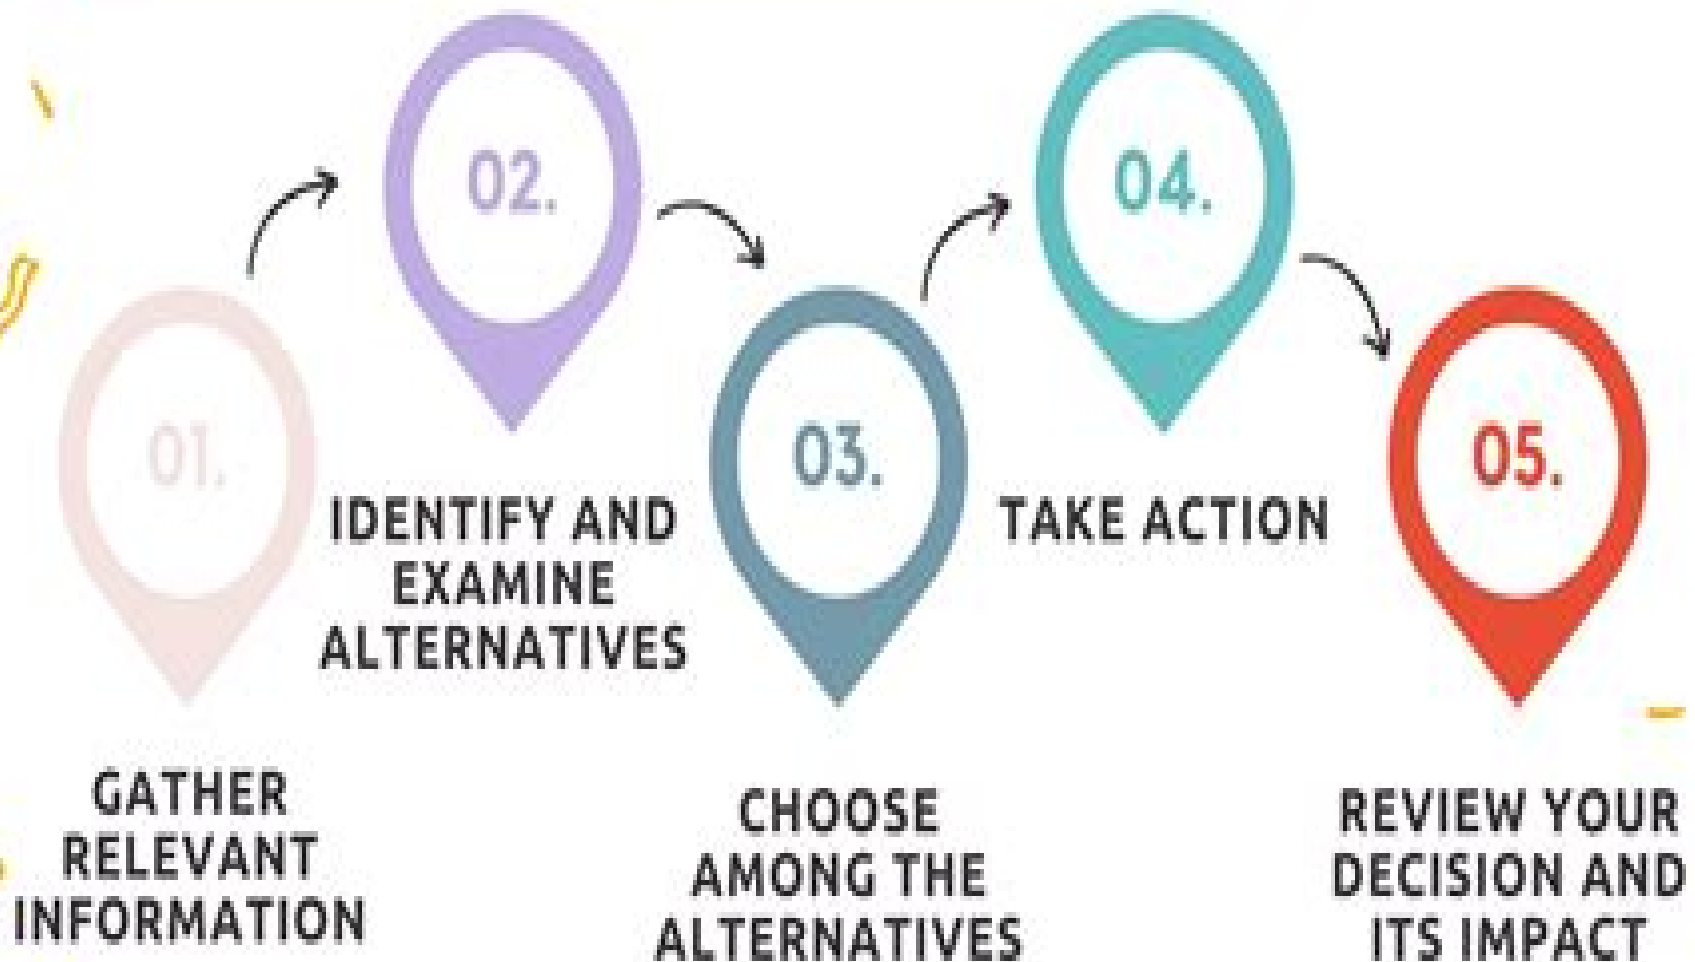 01.
GATHER
RELEVANT
INFORMATION
02.
IDENTIFY AND
EXAMINE
ALTERNATIVES
03.
CHOOSE
AMONG THE
ALTERNATIVES
04.
TAKE ACTION
05.
REVIEW YOUR
DECISION AND
ITS IMPACT